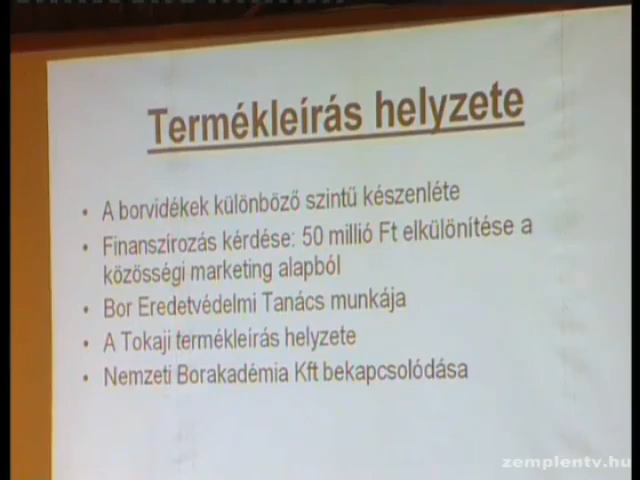 Termékleírás helyzete
• A borvidékek különböző szintű készenléte
• Finanszírozás kérdése: 50 millió Ft elkülönítése a
közösségi marketing alapból
• Bor Eredetvédelmi Tanács munkája
• A Tokaji termékleírás helyzete
• Nemzeti Borakadémia Kft bekapcsolódása
zemplentv.hu